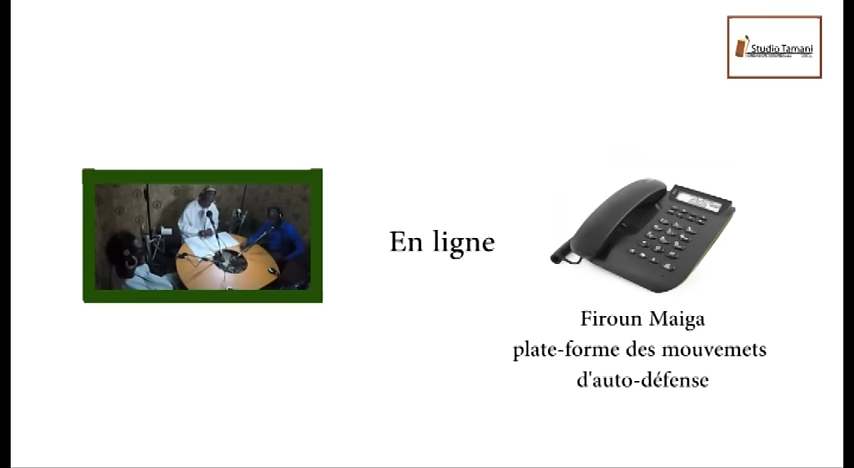 Studio Tamani
En ligne
Firoun Maiga
plate-forme des mouvemets
d'auto-défense